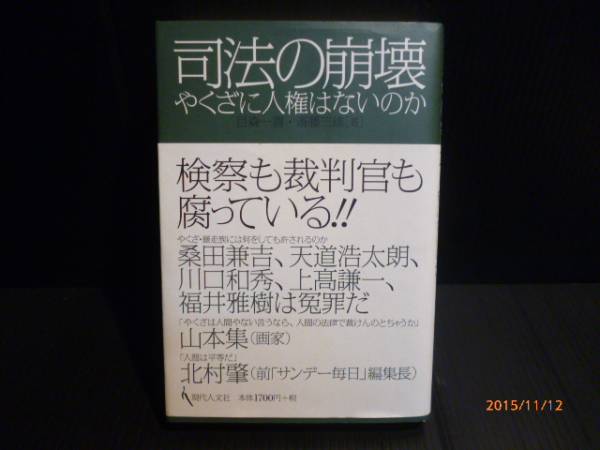 司法の崩壊
やくざに人権はないのか
検察も裁判官も
腐っている!!
やくざ・暴走族には何をしても許されるのか
桑田兼吉、天道浩太朗、
川口和秀、上髙謙一、
福井雅樹は冤罪だ
「やくざは人間やない言うなら、人間の法律で裁けんのとちゃうか」
山本集(画家)
「人間は平等だ」
北村肇(前「サンデー毎日」編集長)
現代人文社 本体1700円+税
2015/11/12